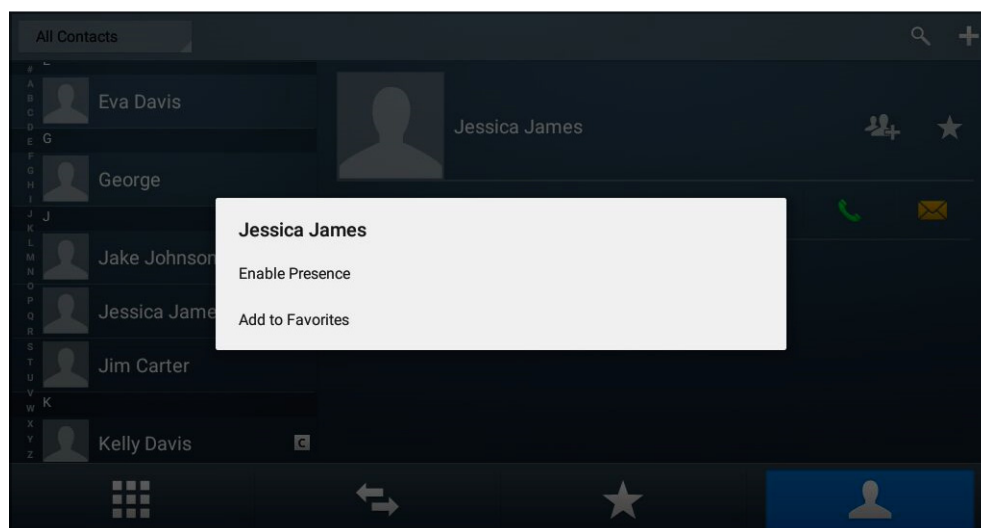 All Contacts
#
A
B
C
D
E
F
G
H
I
J
K
L
M
N
O
P
Q
R
S
T
U
V
W
X
Y
Z
Eva Davis
G
George
J
Jake Johnson
Jessica Jame
Jim Carter
K
Kelly Davis
C
Jessica James
Jessica James
Enable Presence
Add to Favorites